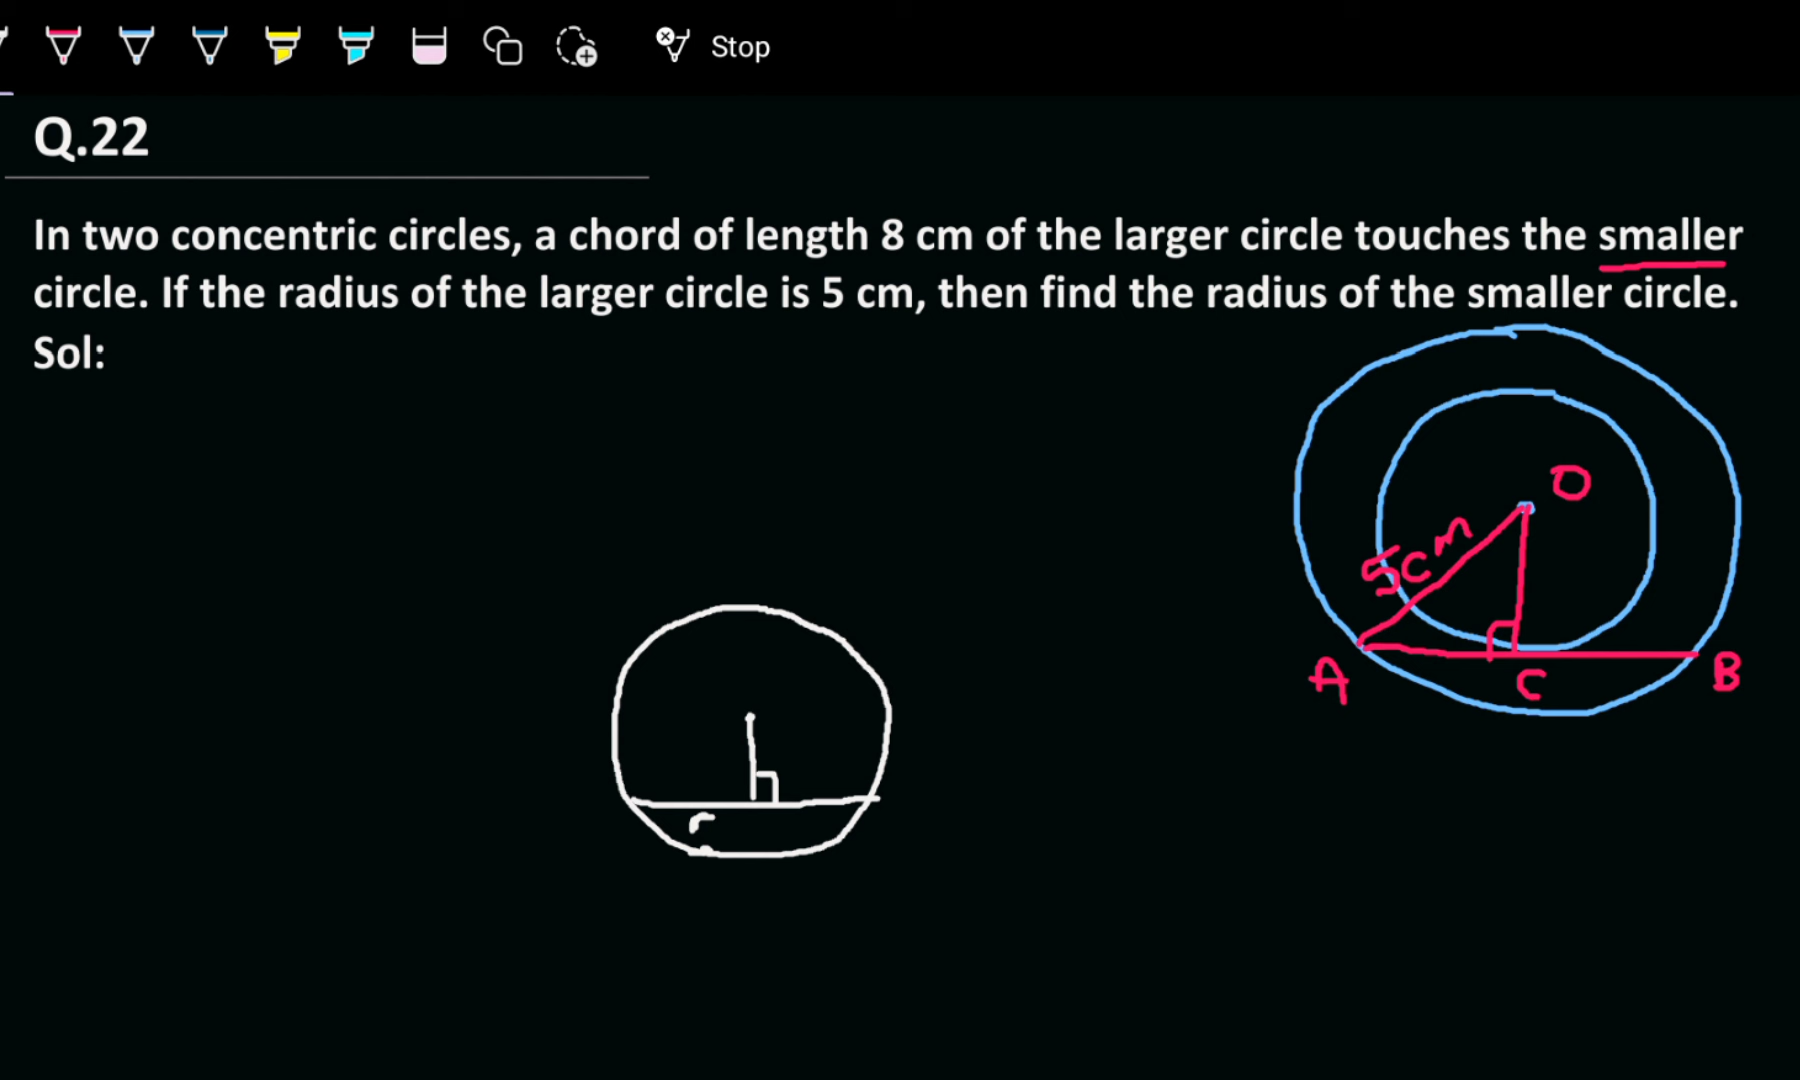 Stop
Q.22
In two concentric circles, a chord of length 8 cm of the larger circle touches the smaller
circle. If the radius of the larger circle is 5 cm, then find the radius of the smaller circle.
Sol:
O
5cm
A
C
B